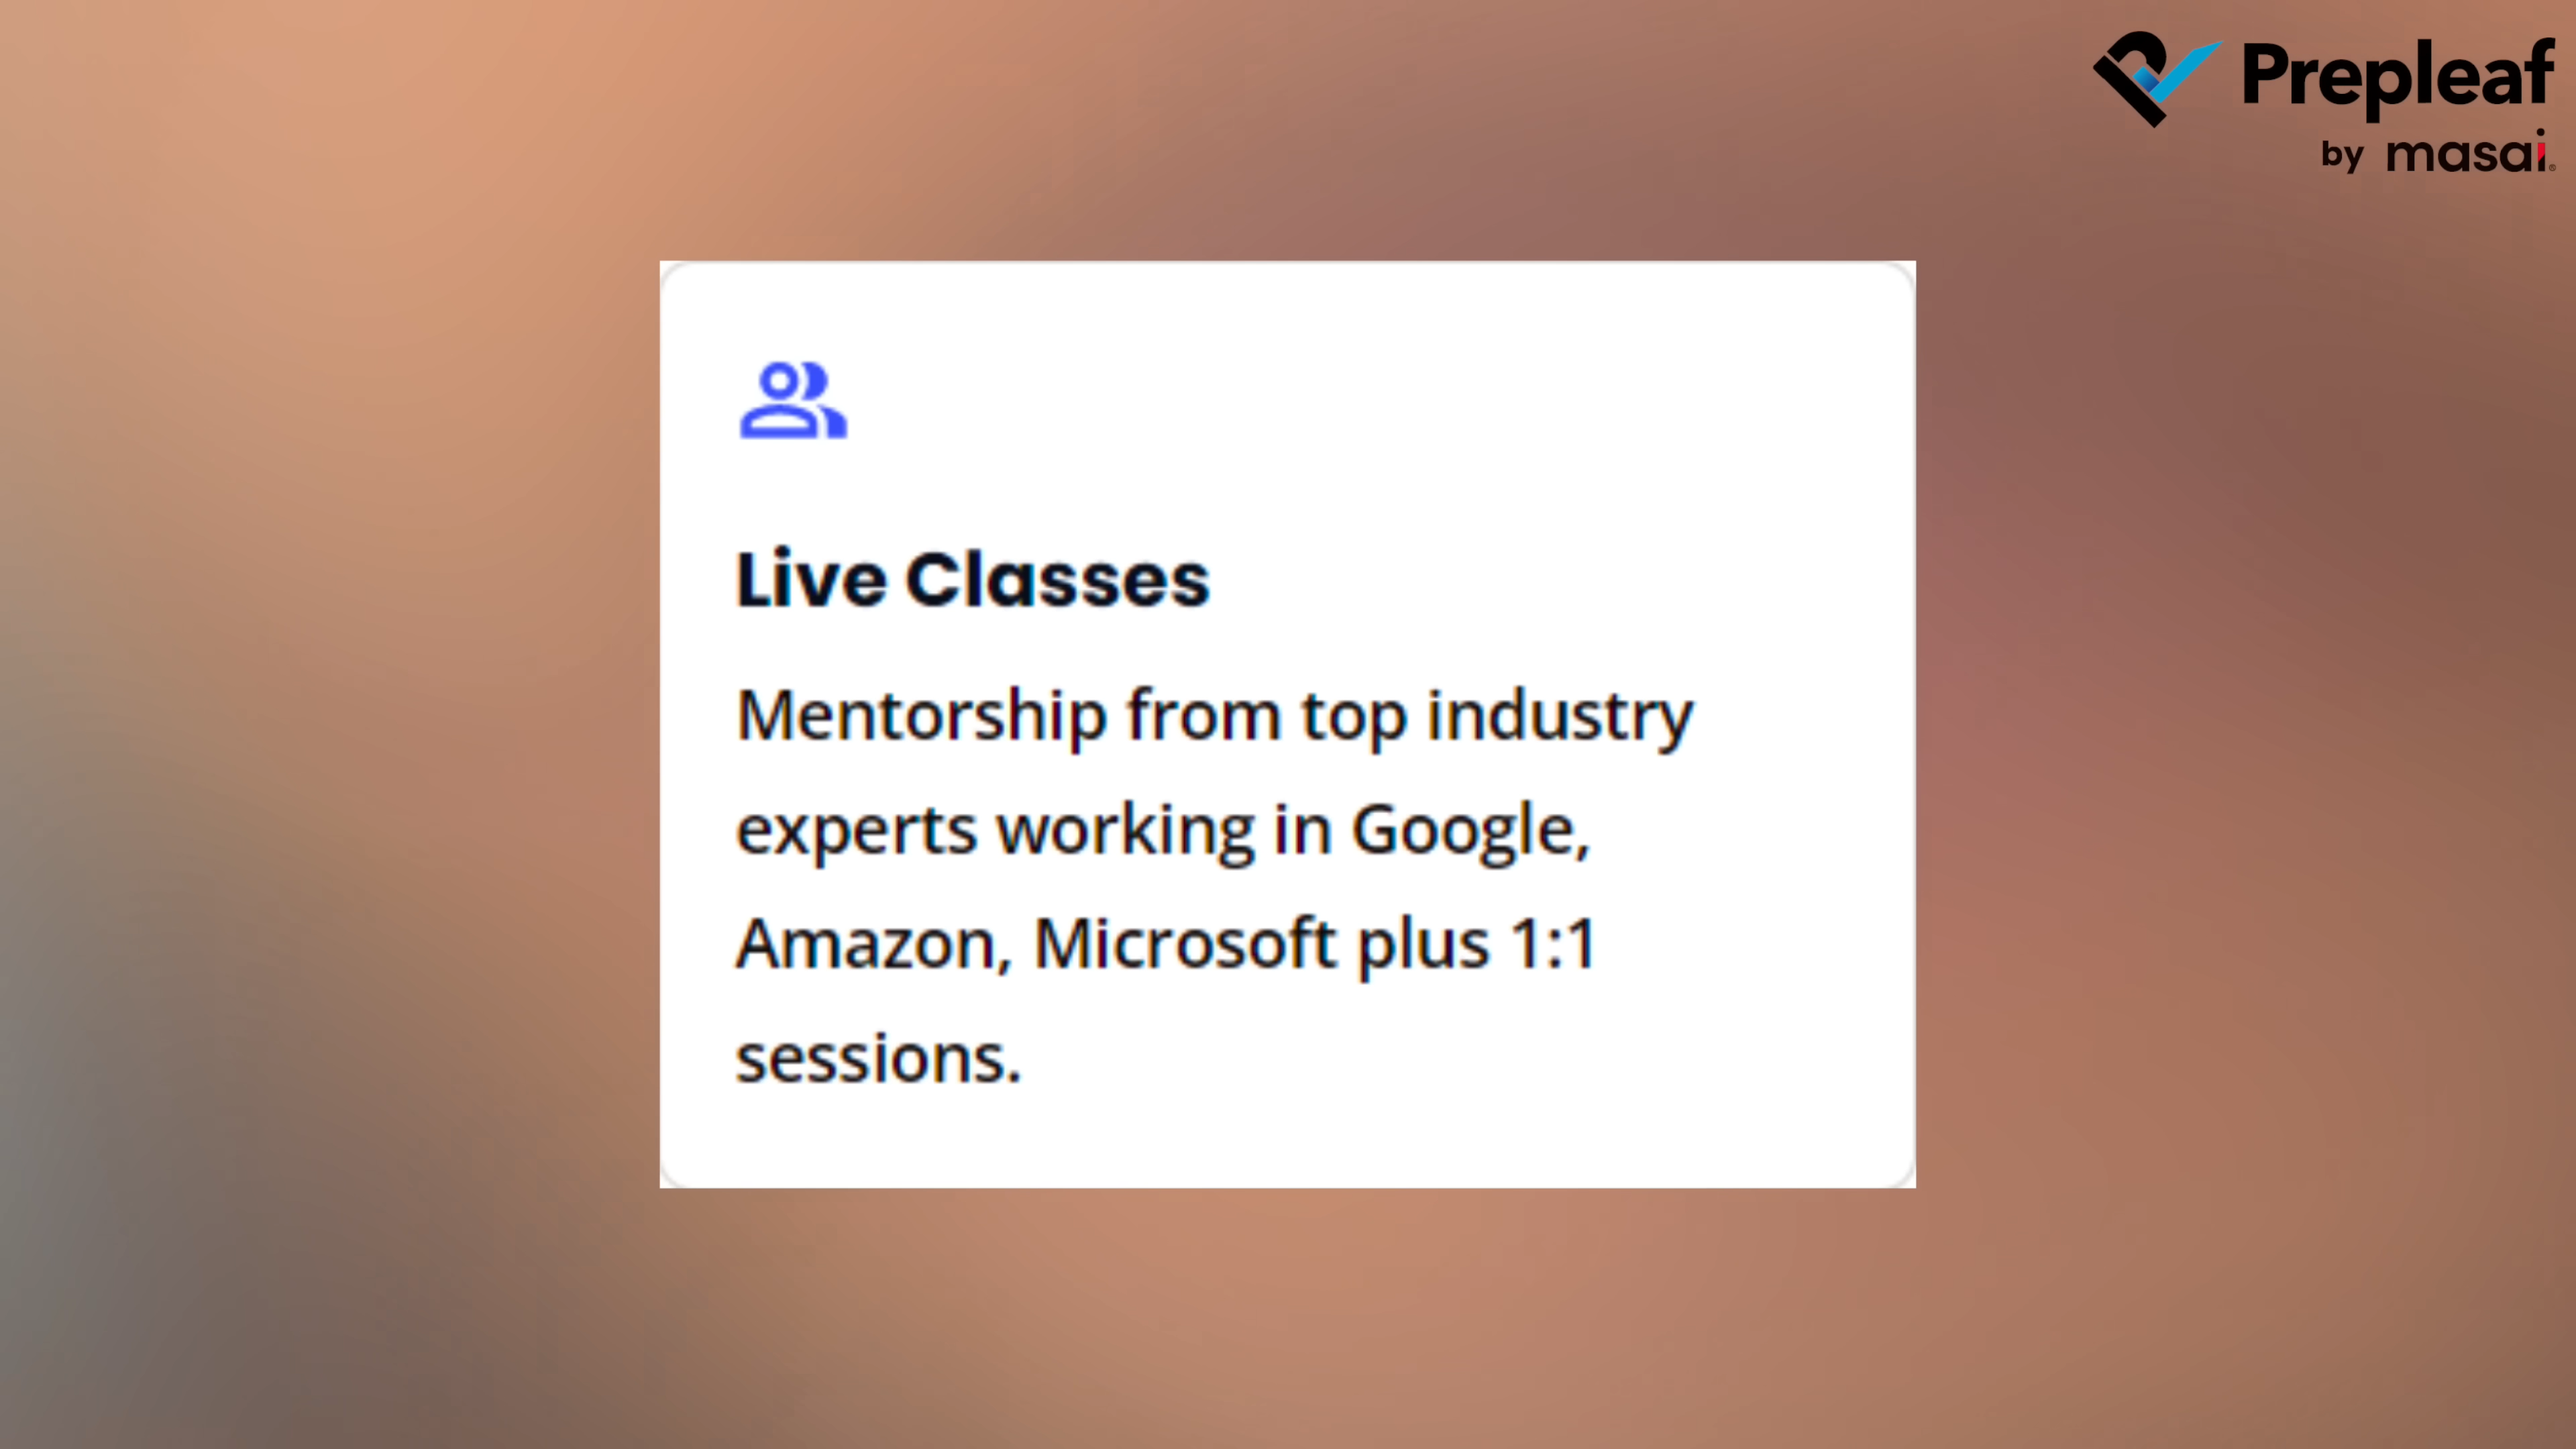 Prepleaf
by masai.
Live Classes
Mentorship from top industry
experts working in Google,
Amazon, Microsoft plus 1:1
sessions.